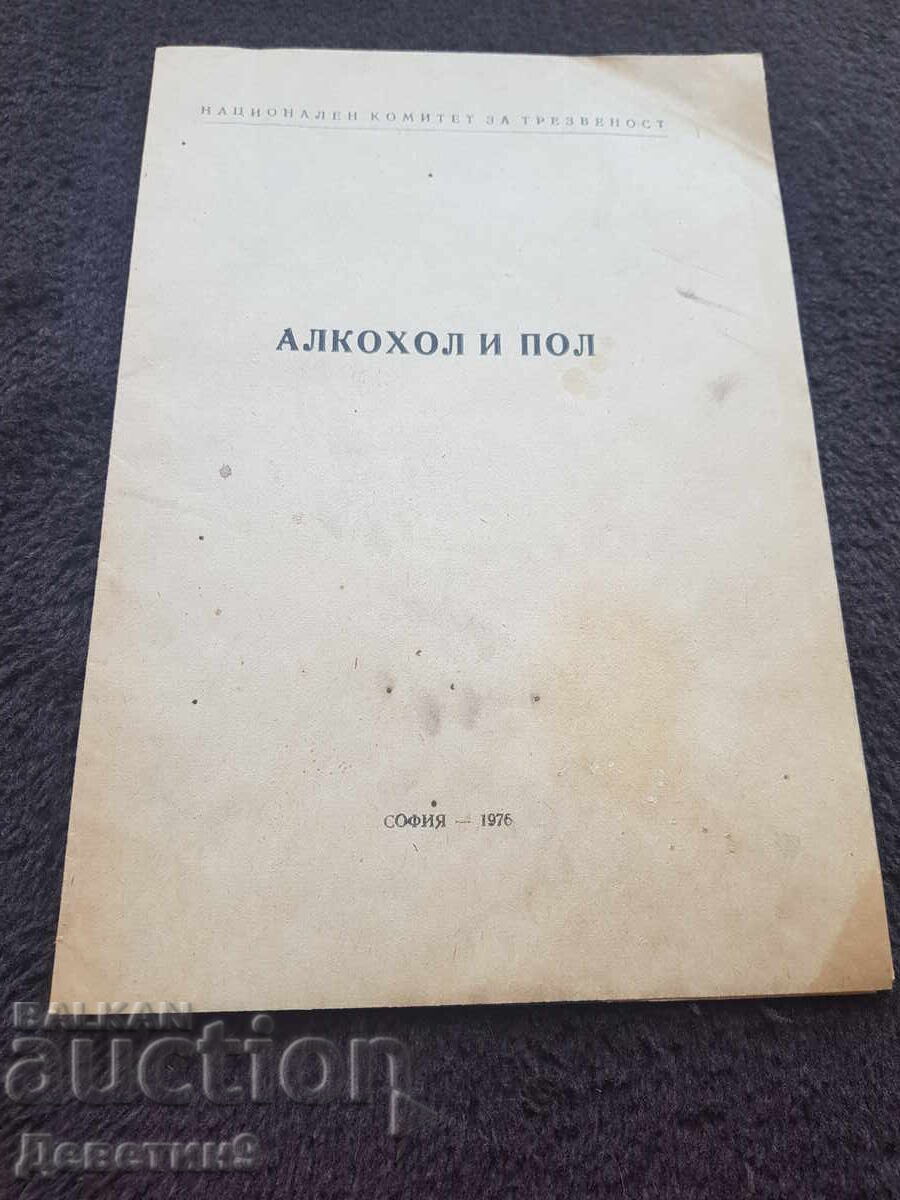 НАЦИОНАЛЕН КОМИТЕТ ЗА ТРЕЗВЕНОСТ
АЛКОХОЛ И ПОЛ
СОФИЯ — 1976
BALKAN
auction
Деветин9